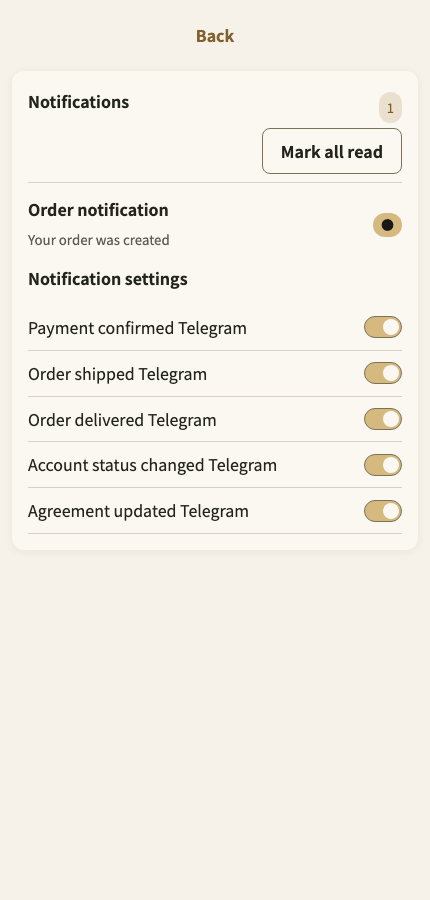 Back
Notifications
1
Mark all read
Order notification
Your order was created
Notification settings
Payment confirmed Telegram
Order shipped Telegram
Order delivered Telegram
Account status changed Telegram
Agreement updated Telegram